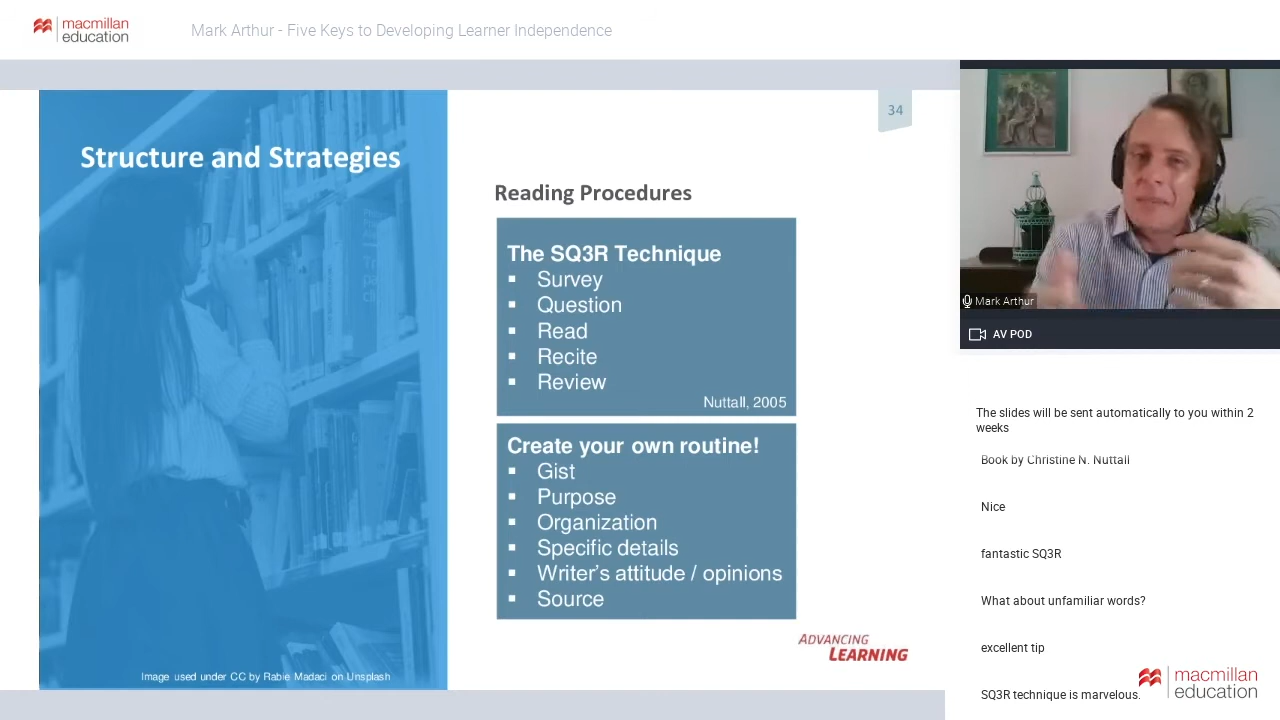 macmillan
education
Mark Arthur - Five Keys to Developing Learner Independence
34
Structure and Strategies
Reading Procedures
The SQ3R Technique
▪ Survey
▪ Question
▪ Read
▪ Recite
▪ Review
Nuttall, 2005
Create your own routine!
▪ Gist
▪ Purpose
▪ Organization
▪ Specific details
▪ Writer's attitude / opinions
▪ Source
ADVANCING
LEARNING
Image used under CC by Rabie Madaci on Unsplash
Mark Arthur
AV POD
The slides will be sent automatically to you within 2
weeks
Book by Christine N. Nuttall
Nice
fantastic SQ3R
What about unfamiliar words?
excellent tip
SQ3R technique is marvelous.
macmillan
education